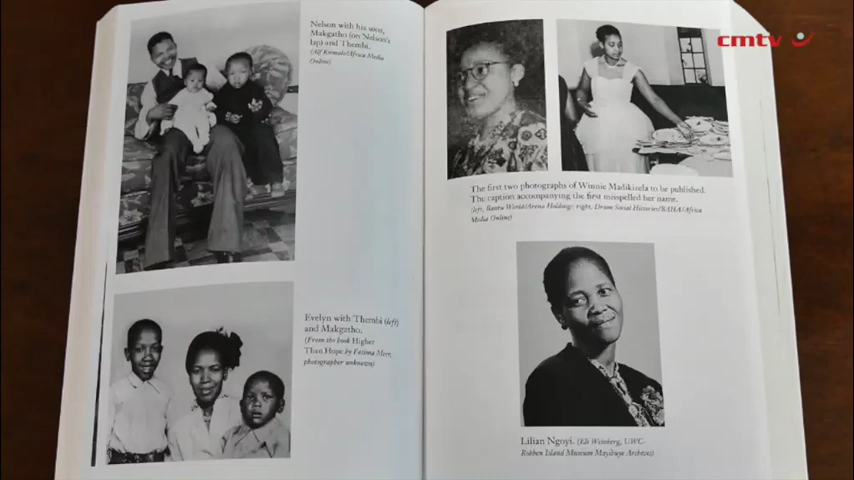 Nelson with his sons,
Makgatho (on Nelson's
lap) and Thembi.
(Alf Kumalo/Africa Media
Online)
cmtv
The first two photographs of Winnie Madikizela to be published.
The caption accompanying the first misspelled her name.
(left, Bantu World/Arena Holdings; right, Drum Social Histories/BAHA/Africa
Media Online)
Evelyn with Thembi (left)
and Makgatho.
(From the book Higher
Than Hope by Fatima Meer,
photographer unknown)
Lilian Ngoyi. (Eli Weinberg, UWC-
Robben Island Museum Mayibuye Archives)